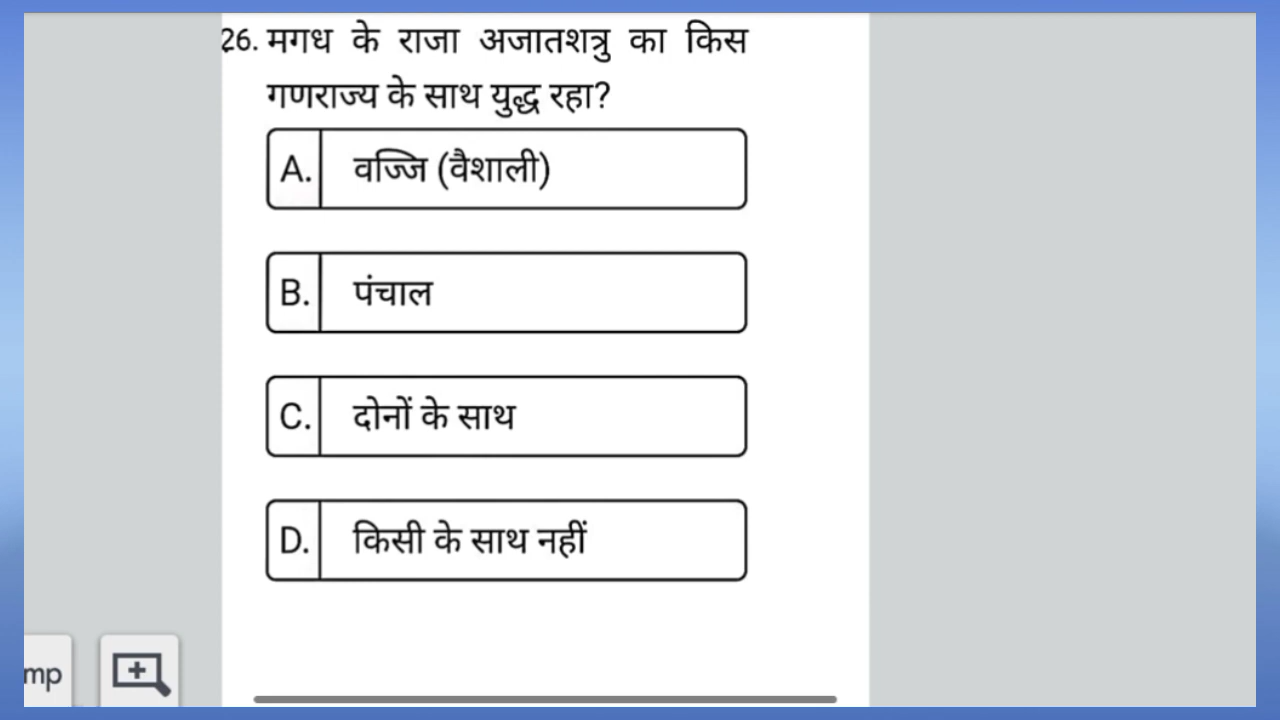 26. मगध के राजा अजातशत्रु का किस
गणराज्य के साथ युद्ध रहा?
A. वज्जि (वैशाली)
B. पंचाल
C. दोनों के साथ
D. किसी के साथ नहीं
mp